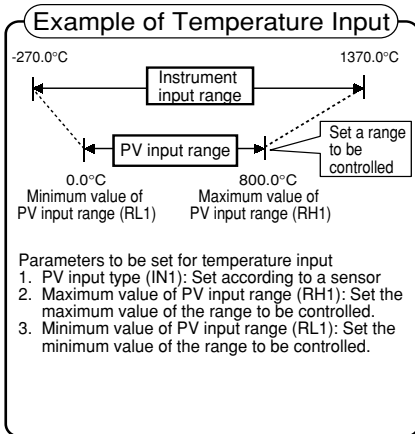 Example of Temperature Input
-270.0°C
1370.0°C
Instrument
input range
PV input range
Set a range
to be
controlled
0.0°C
800.0°C
Minimum value of
PV input range (RL1)
Maximum value of
PV input range (RH1)
Parameters to be set for temperature input
1. PV input type (IN1): Set according to a sensor
2. Maximum value of PV input range (RH1): Set the
maximum value of the range to be controlled.
3. Minimum value of PV input range (RL1): Set the
minimum value of the range to be controlled.